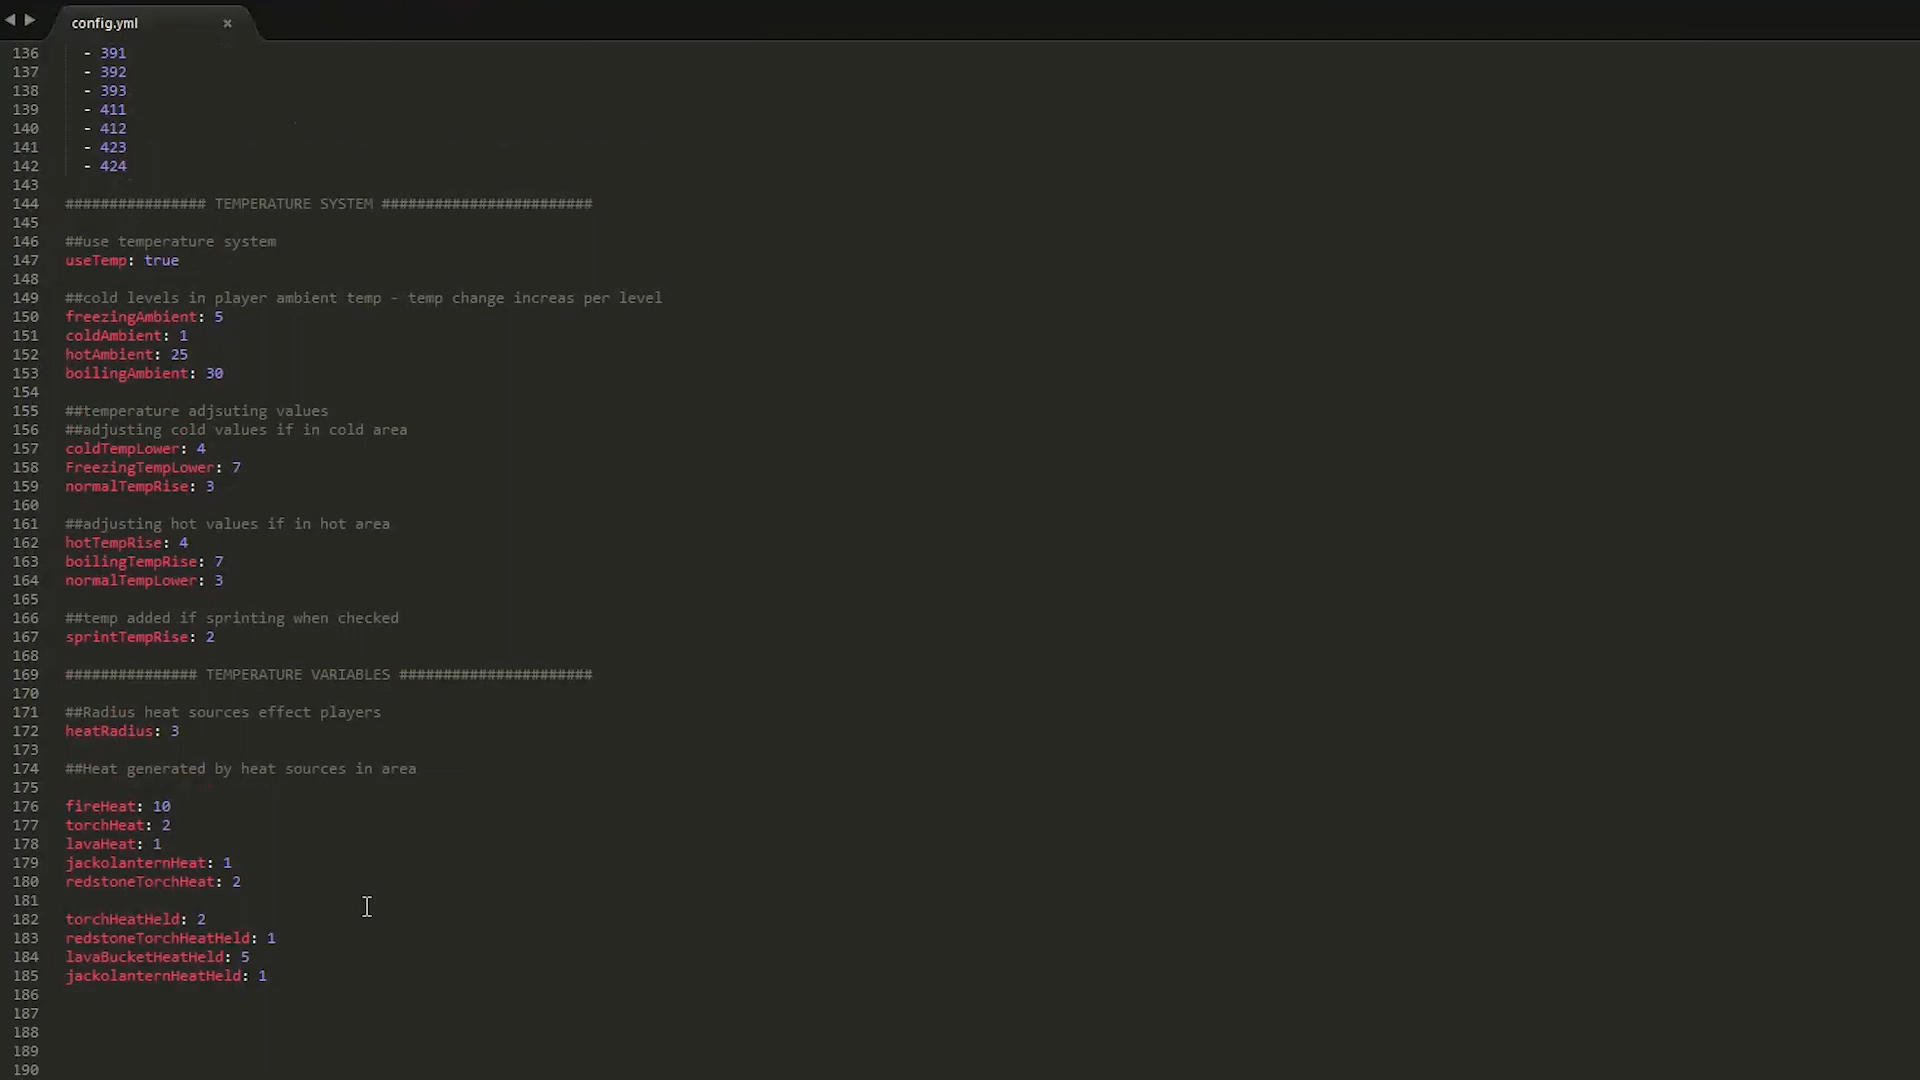 config.yml ×
136 - 391
137 - 392
138 - 393
139 - 411
140 - 412
141 - 423
142 - 424
143
144 ################ TEMPERATURE SYSTEM ########################
145
146 ##use temperature system
147 useTemp: true
148
149 ##cold levels in player ambient temp - temp change increas per level
150 freezingAmbient: 5
151 coldAmbient: 1
152 hotAmbient: 25
153 boilingAmbient: 30
154
155 ##temperature adjsuting values
156 ##adjusting cold values if in cold area
157 coldTempLower: 4
158 FreezingTempLower: 7
159 normalTempRise: 3
160
161 ##adjusting hot values if in hot area
162 hotTempRise: 4
163 boilingTempRise: 7
164 normalTempLower: 3
165
166 ##temp added if sprinting when checked
167 sprintTempRise: 2
168
169 ############### TEMPERATURE VARIABLES ######################
170
171 ##Radius heat sources effect players
172 heatRadius: 3
173
174 ##Heat generated by heat sources in area
175
176 fireHeat: 10
177 torchHeat: 2
178 lavaHeat: 1
179 jackolanternHeat: 1
180 redstoneTorchHeat: 2
181
182 torchHeatHeld: 2
183 redstoneTorchHeatHeld: 1
184 lavaBucketHeatHeld: 5
185 jackolanternHeatHeld: 1
186
187
188
189
190